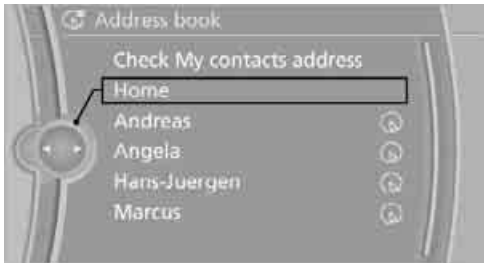 Address book
Check My contacts address
Home
Andreas
Angela
Hans-Juergen
Marcus